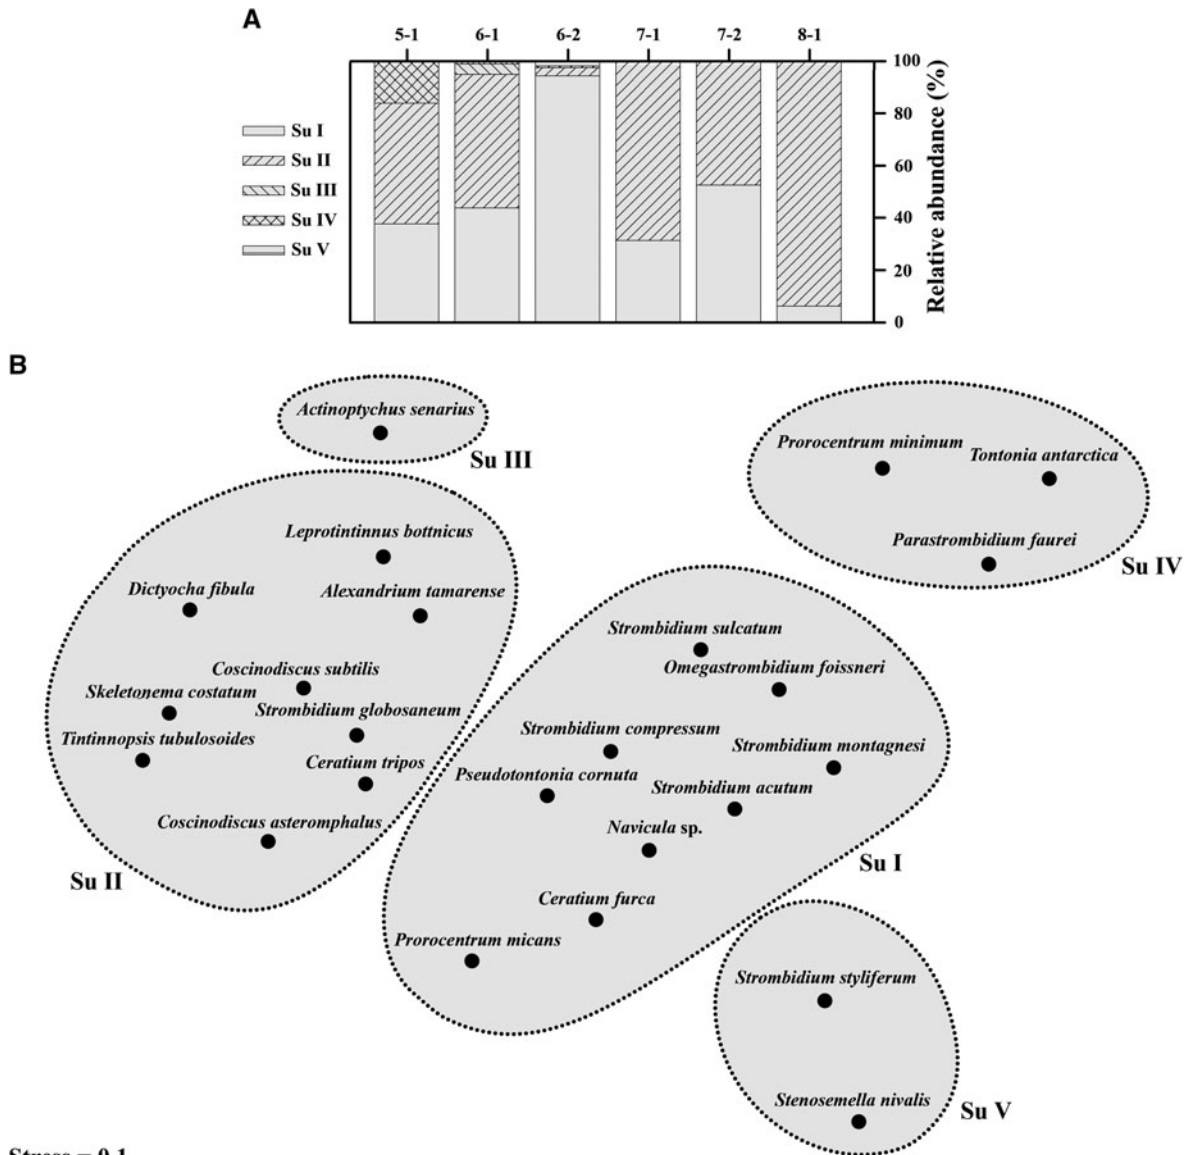 A
5-1 6-1 6-2 7-1 7-2 8-1
100
80
60
40
20
0
Relative abundance (%)
Su I
Su II
Su III
Su IV
Su V
B
Actinoptychus senarius
Su III
Prorocentrum minimum
Tontonia antarctica
Parastrombidium faurei
Su IV
Leprotintinnus bottnicus
Dictyocha fibula
Alexandrium tamarense
Coscinodiscus subtilis
Skeletonema costatum
Strombidium globosaneum
Tintinnopsis tubulosoides
Ceratium tripos
Coscinodiscus asteromphalus
Su II
Strombidium sulcatum
Omegastrombidium foissneri
Strombidium compressum
Strombidium montagnesi
Pseudotontonia cornuta
Strombidium acutum
Navicula sp.
Su I
Ceratium furca
Prorocentrum micans
Strombidium styliferum
Stenosemella nivalis
Su V
Stress = 0.1